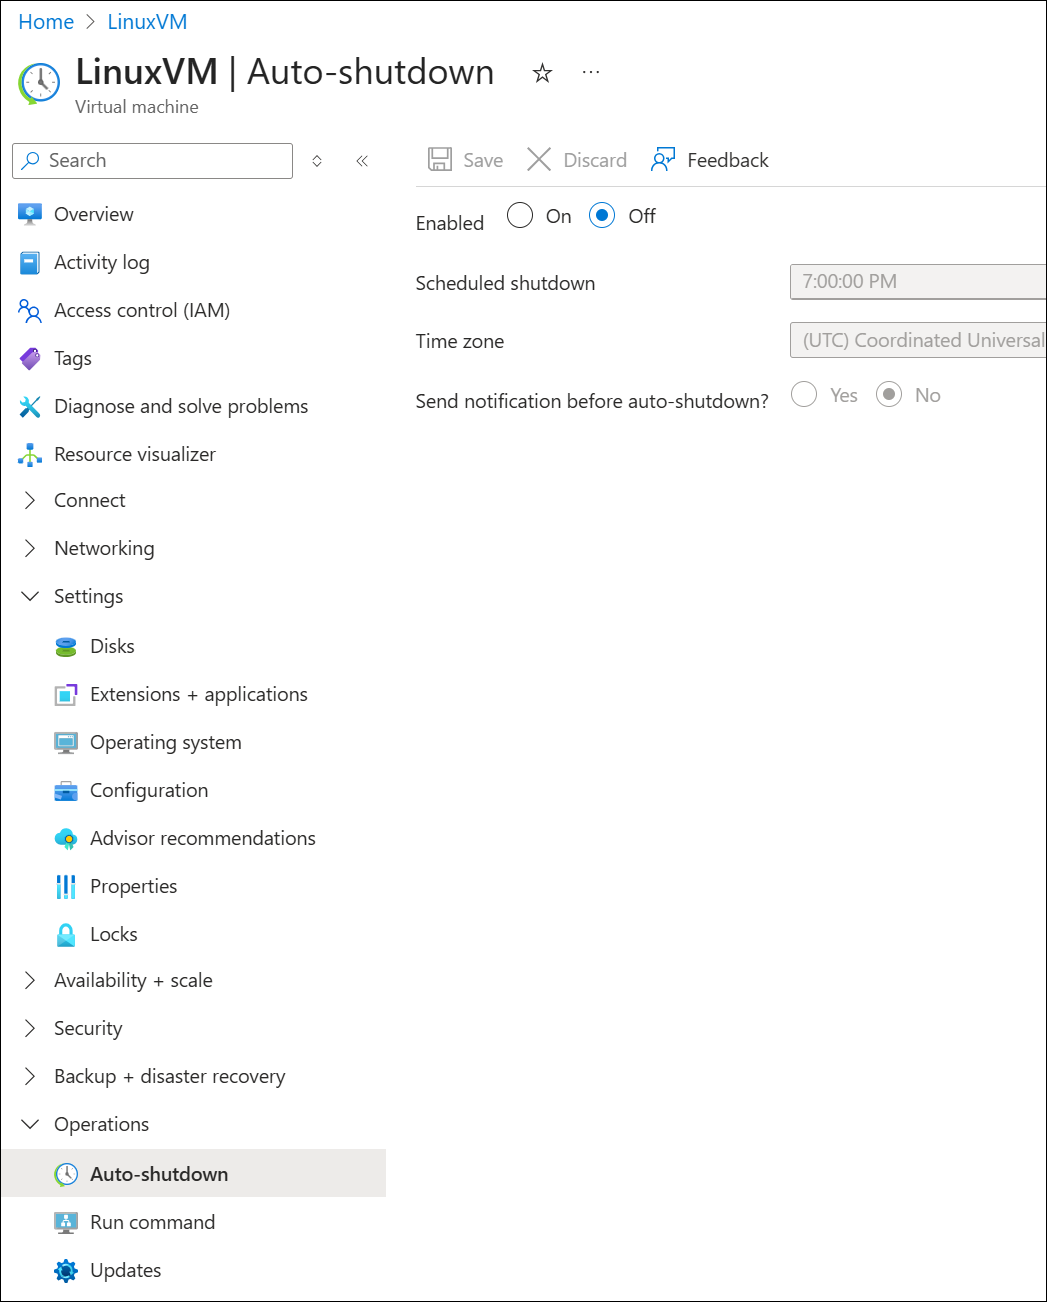 Home > LinuxVM
LinuxVM | Auto-shutdown
Virtual machine
Search
Save Discard Feedback
Overview
Activity log
Access control (IAM)
Tags
Diagnose and solve problems
Resource visualizer
Connect
Networking
Settings
Disks
Extensions + applications
Operating system
Configuration
Advisor recommendations
Properties
Locks
Availability + scale
Security
Backup + disaster recovery
Operations
Auto-shutdown
Run command
Updates
Enabled On Off
Scheduled shutdown 7:00:00 PM
Time zone (UTC) Coordinated Universal
Send notification before auto-shutdown? Yes No